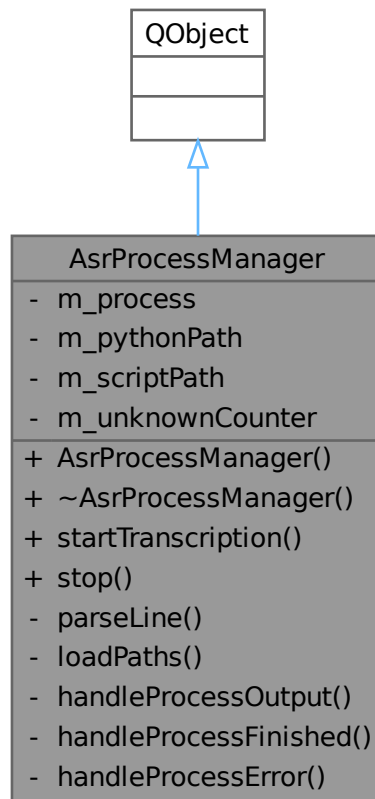 QObject
AsrProcessManager
- m_process
- m_pythonPath
- m_scriptPath
- m_unknownCounter
+ AsrProcessManager()
+ ~AsrProcessManager()
+ startTranscription()
+ stop()
- parseLine()
- loadPaths()
- handleProcessOutput()
- handleProcessFinished()
- handleProcessError()